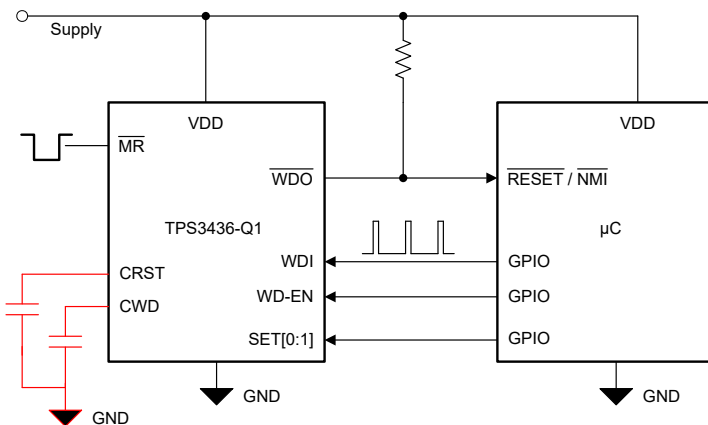 Supply
VDD
VDD
MR
WDO
RESET / NMI
TPS3436-Q1
µC
WDI
GPIO
CRST
WD-EN
GPIO
CWD
SET[0:1]
GPIO
GND
GND
GND